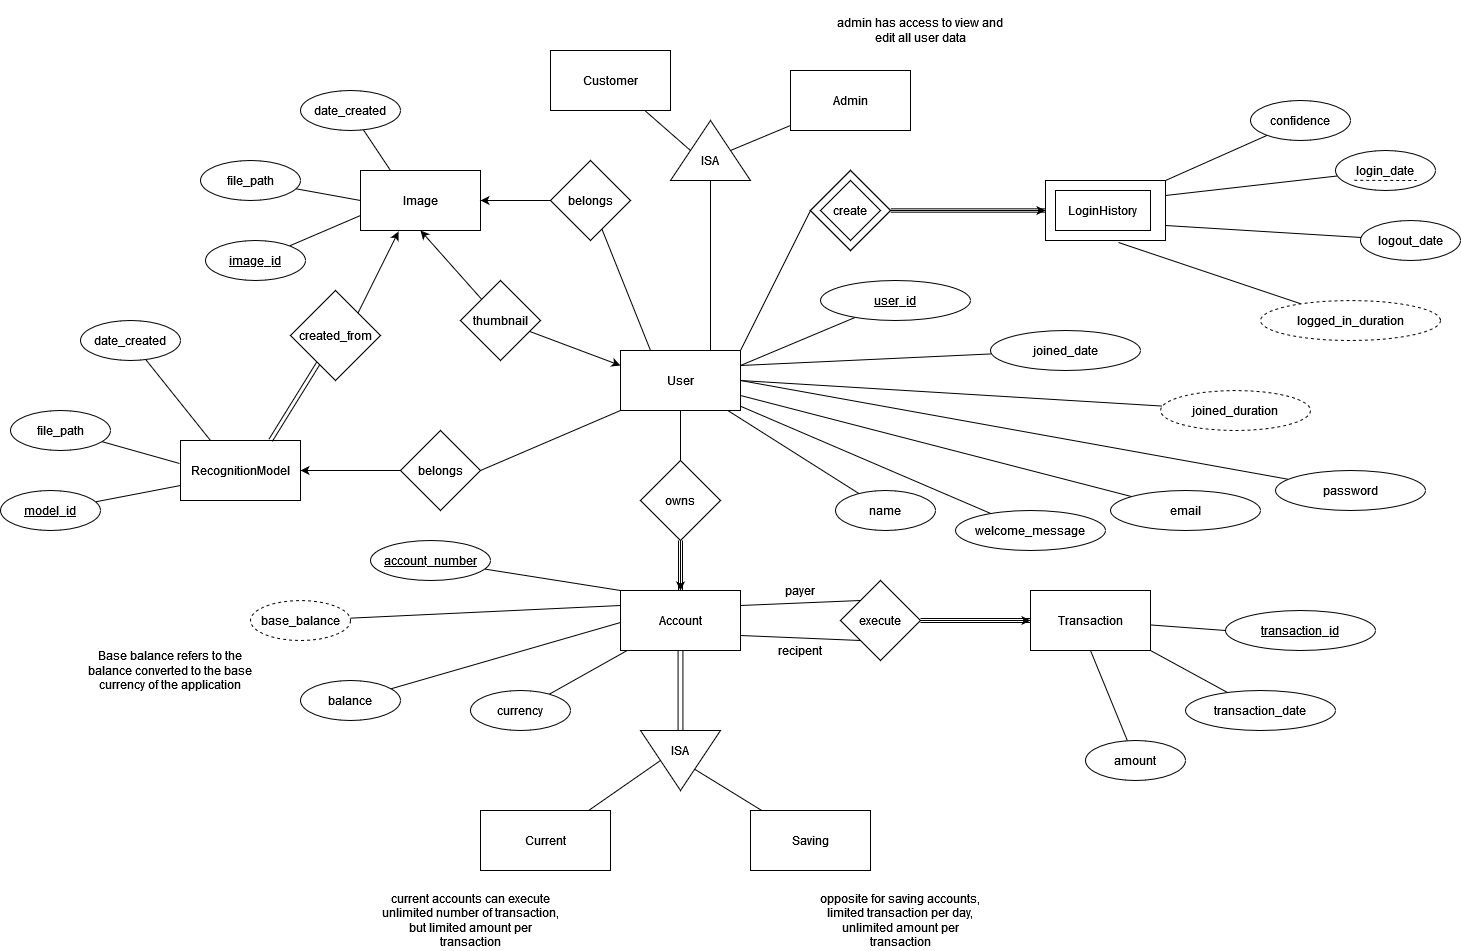 admin has access to view and
edit all user data
Customer
Admin
date_created
confidence
ISA
login_date
file_path
Image
belongs
create
LoginHistory
logout_date
image_id
user_id
thumbnail
logged_in_duration
created_from
date_created
joined_date
User
joined_duration
file_path
RecognitionModel
belongs
password
model_id
owns
name
email
welcome_message
account_number
payer
base_balance
Account
execute
Transaction
transaction_id
recipent
Base balance refers to the
balance converted to the base
currency of the application
balance
currency
transaction_date
ISA
amount
Current
Saving
current accounts can execute
unlimited number of transaction,
but limited amount per
transaction
opposite for saving accounts,
limited transaction per day,
unlimited amount per
transaction